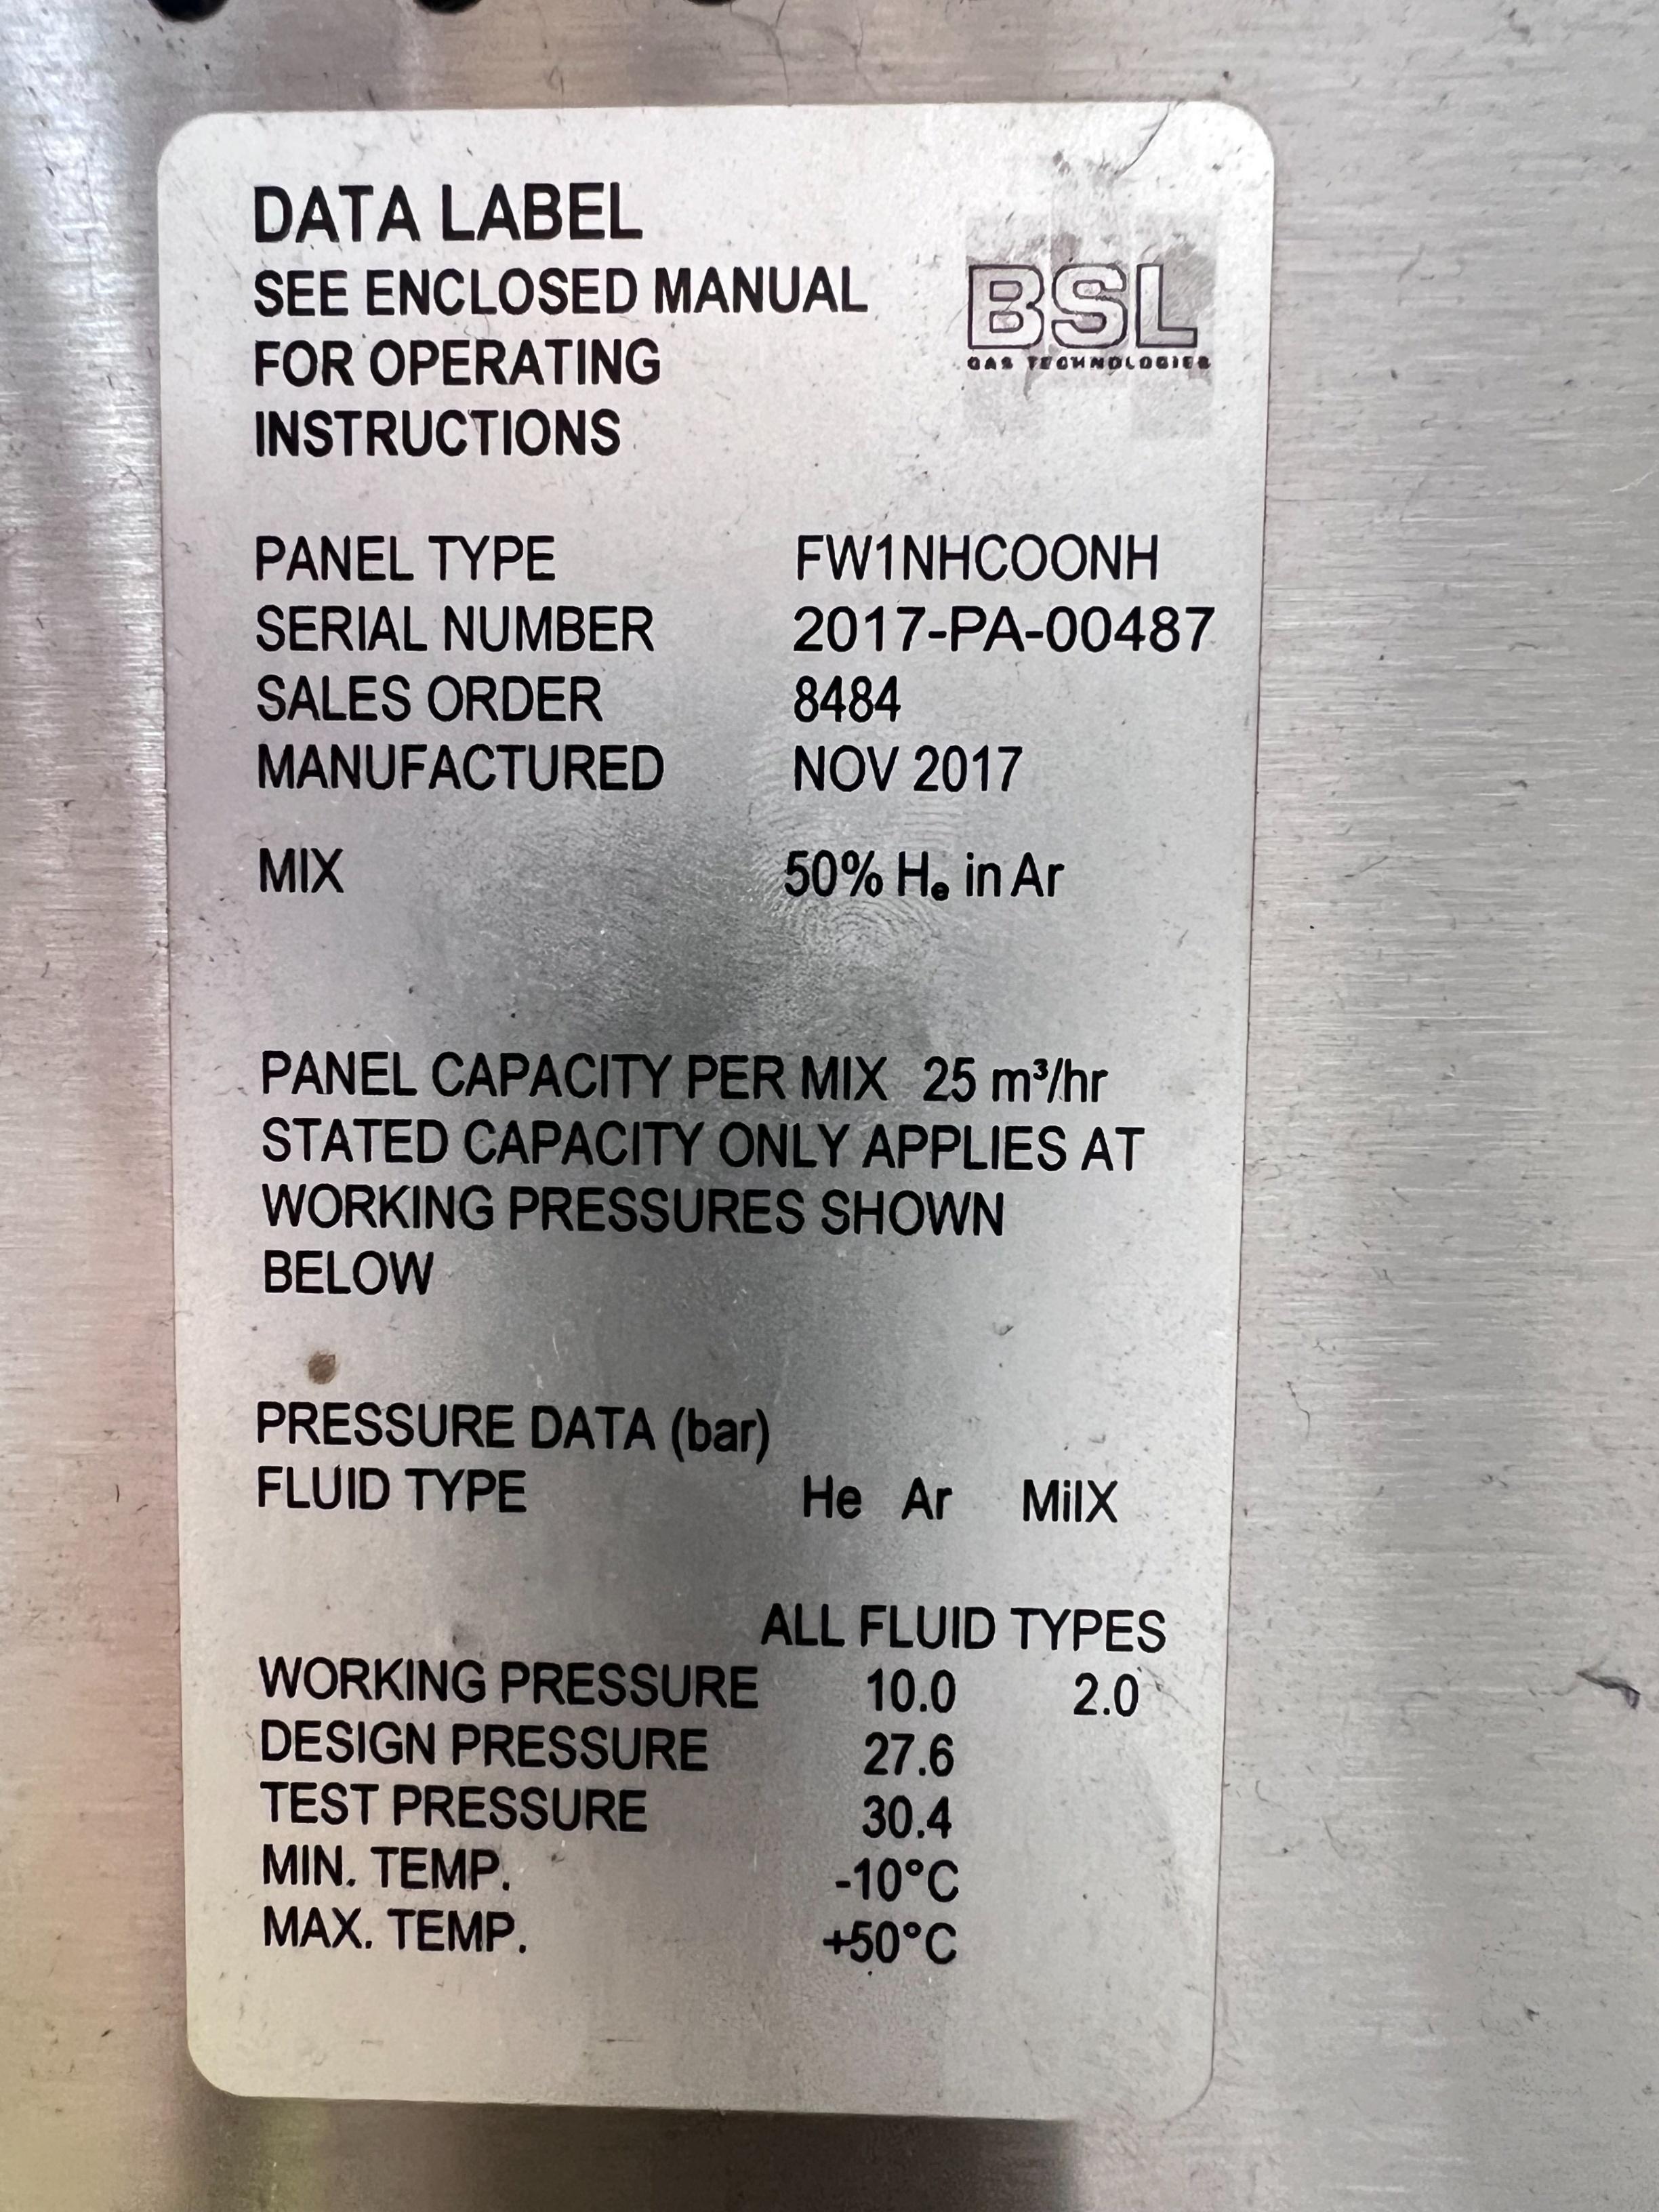 DATA LABEL
SEE ENCLOSED MANUAL
FOR OPERATING
INSTRUCTIONS
BSL
GAS TECHNOLOGIES
PANEL TYPE FW1NHCOONH
SERIAL NUMBER 2017-PA-00487
SALES ORDER 8484
MANUFACTURED NOV 2017
MIX 50% He in Ar
PANEL CAPACITY PER MIX 25 m³/hr
STATED CAPACITY ONLY APPLIES AT
WORKING PRESSURES SHOWN
BELOW
PRESSURE DATA (bar)
FLUID TYPE He Ar MilX
ALL FLUID TYPES
WORKING PRESSURE 10.0 2.0
DESIGN PRESSURE 27.6
TEST PRESSURE 30.4
MIN. TEMP. -10°C
MAX. TEMP. +50°C